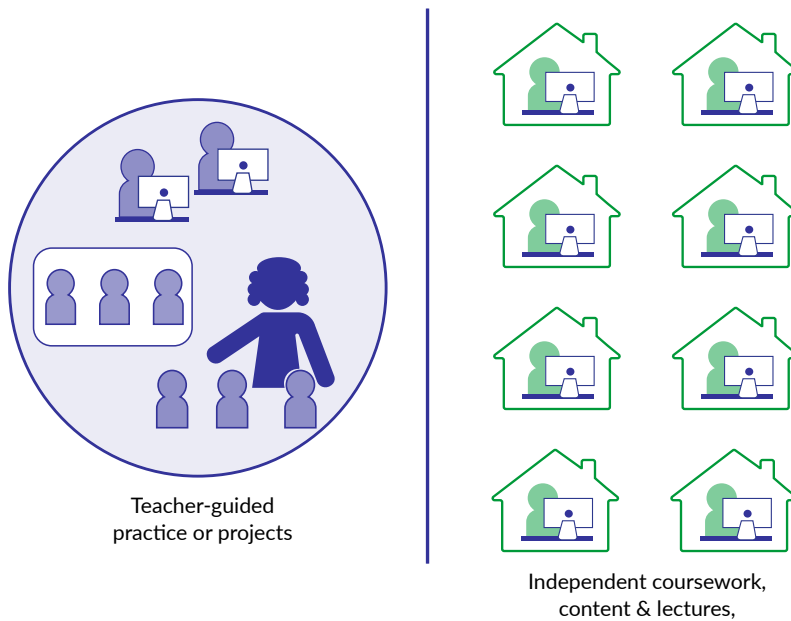 Teacher-guided
practice or projects
Independent coursework,
content & lectures,